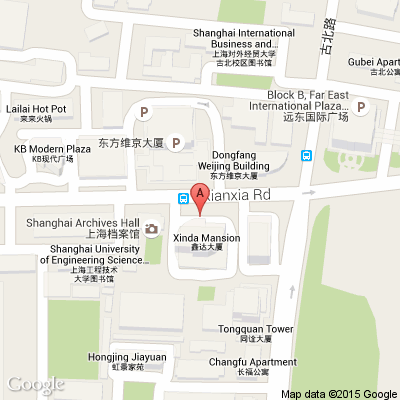 Shanghai International
Business and...
上海对外经贸大学
古北校区图书馆
古北路
Gubei Apart
古北公寓
Block B, Far East
International Plaza...
远东国际广场
P
Lailai Hot Pot
来来火锅
P
KB Modern Plaza
KB现代广场
东方维京大厦
P
Dongfang
Weijing Building
东方维京大厦
A
Xianxia Rd
Shanghai Archives Hall
上海档案馆
Xinda Mansion
鑫达大厦
Shanghai University
of Engineering Science...
上海工程技术
大学图书馆
Tongquan Tower
同诠大厦
Hongjing Jiayuan
虹景家苑
Changfu Apartment
长福公寓
Google
Map data ©2015 Google